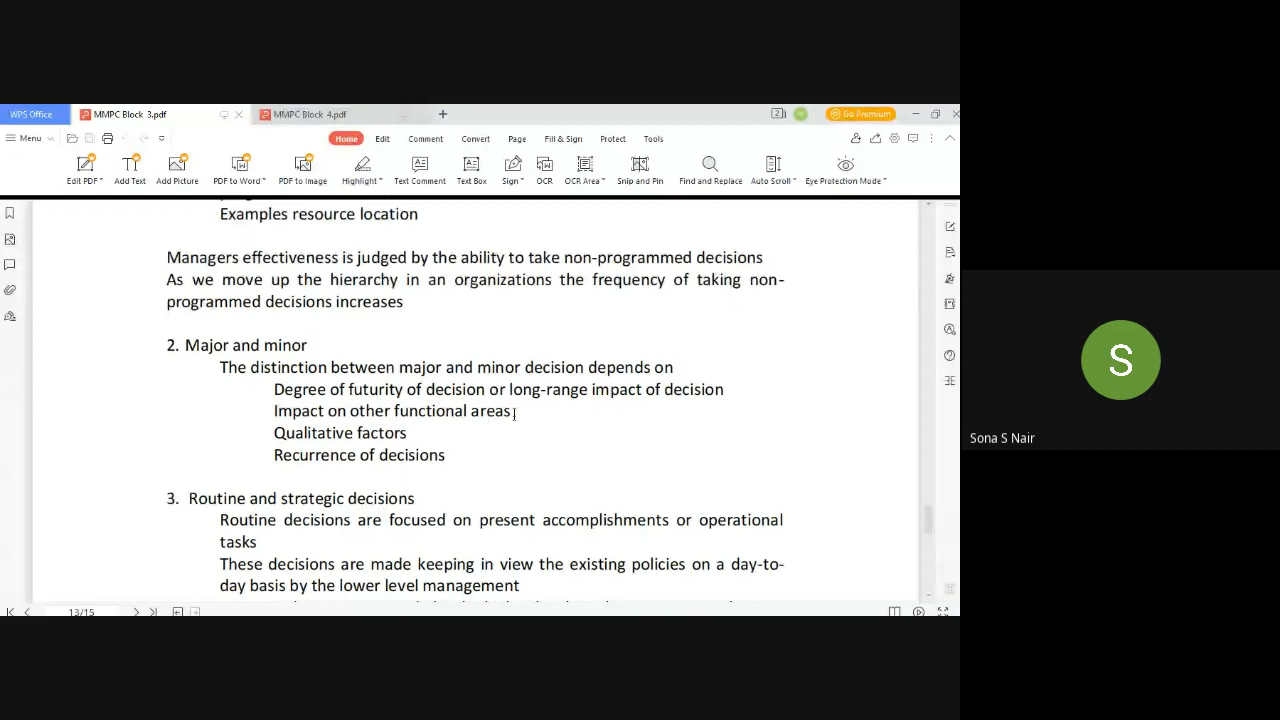 WPS Office
MMPC Block 3.pdf
MMPC Block 4.pdf
Go Premium
Menu
Home
Edit
Comment
Convert
Page
Fill & Sign
Protect
Tools
Edit PDF
Add Text
Add Picture
PDF to Word
PDF to Image
Highlight
Text Comment
Text Box
Sign
OCR
OCR Area
Snip and Pin
Find and Replace
Auto Scroll
Eye Protection Mode
Examples resource location
Managers effectiveness is judged by the ability to take non-programmed decisions
As we move up the hierarchy in an organizations the frequency of taking non-
programmed decisions increases
2. Major and minor
The distinction between major and minor decision depends on
Degree of futurity of decision or long-range impact of decision
Impact on other functional areas
Qualitative factors
Recurrence of decisions
3. Routine and strategic decisions
Routine decisions are focused on present accomplishments or operational
tasks
These decisions are made keeping in view the existing policies on a day-to-
day basis by the lower level management
13/15
S
Sona S Nair